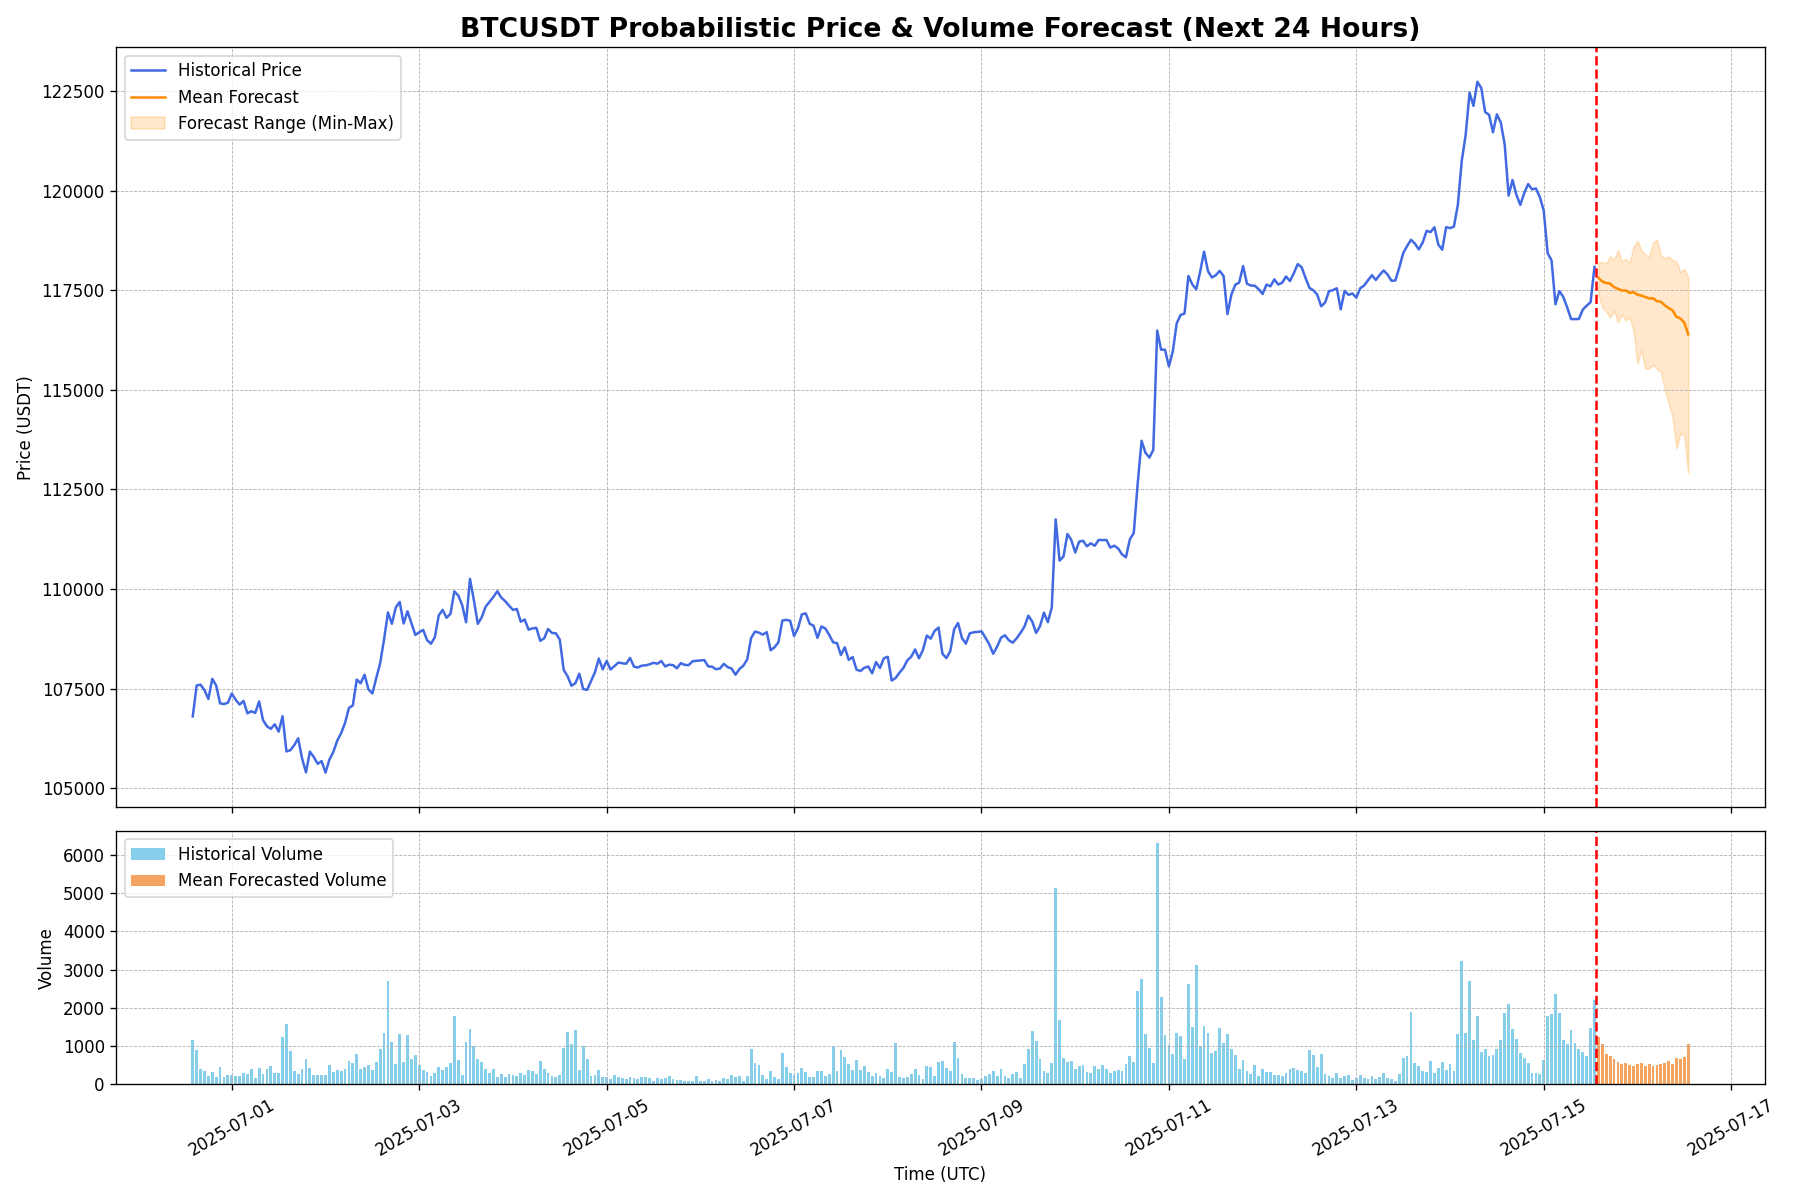 BTCUSDT Probabilistic Price & Volume Forecast (Next 24 Hours)
Historical Price
Mean Forecast
Forecast Range (Min-Max)
122500
120000
117500
115000
112500
110000
107500
105000
Price (USDT)
Historical Volume
Mean Forecasted Volume
6000
5000
4000
3000
2000
1000
0
Volume
2025-07-01
2025-07-03
2025-07-05
2025-07-07
2025-07-09
2025-07-11
2025-07-13
2025-07-15
2025-07-17
Time (UTC)